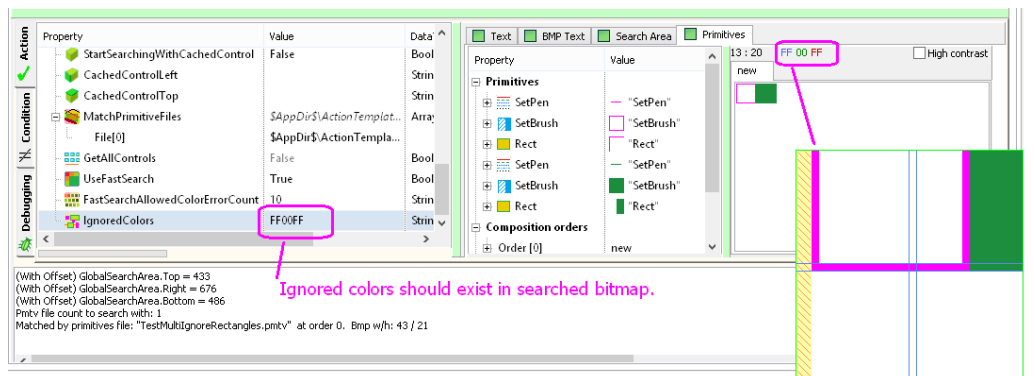 Action
Condition
Debugging
Property Value Data
StartSearchingWithCachedControl False Bool
CachedControlLeft Strin
CachedControlTop Strin
MatchPrimitiveFiles $AppDir$\ActionTemplat... Array
File[0] $AppDir$\ActionTempla...
GetAllControls False Bool
UseFastSearch True Bool
FastSearchAllowedColorErrorCount 10 Strin
IgnoredColors FF00FF Strin
Text BMP Text Search Area Primitives
Property Value
Primitives
SetPen "SetPen"
SetBrush "SetBrush"
Rect "Rect"
SetPen "SetPen"
SetBrush "SetBrush"
Rect "Rect"
Composition orders
Order [0] new
13 : 20 FF 00 FF High contrast
new
(With Offset) GlobalSearchArea.Top = 433
(With Offset) GlobalSearchArea.Right = 676
(With Offset) GlobalSearchArea.Bottom = 486
Pmtv file count to search with: 1
Matched by primitives file: "TestMultiIgnoreRectangles.pmtv" at order 0. Bmp w/h: 43 / 21
Ignored colors should exist in searched bitmap.